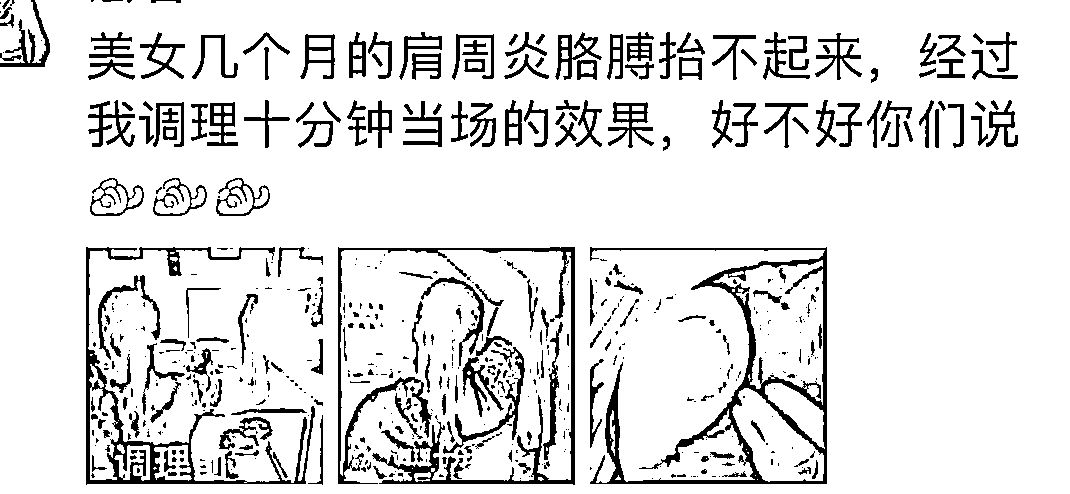 美女几个月的肩周炎胳膊抬不起来，经过
我调理十分钟当场的效果，好不好你们说
调理前